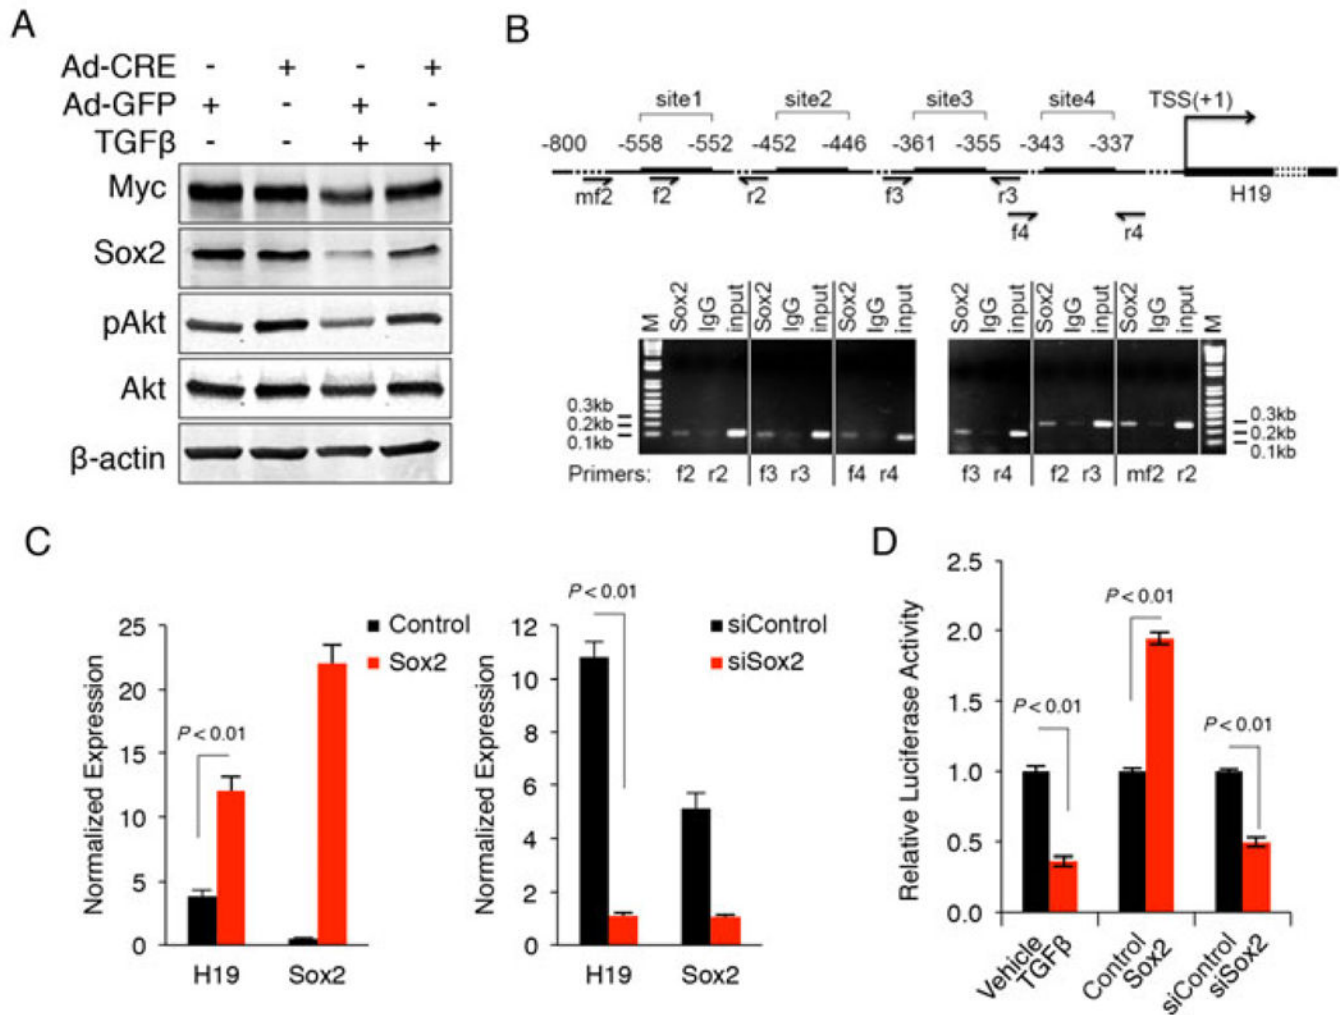 A
Ad-CRE - + - +
Ad-GFP + - + -
TGFβ - - + +
Myc
Sox2
pAkt
Akt
β-actin
B
site1 site2 site3 site4 TSS(+1)
-800 -558 -552 -452 -446 -361 -355 -343 -337
mf2 f2 r2 f3 r3 H19
f4 r4
M Sox2 IgG input Sox2 IgG input Sox2 IgG input
0.3kb
0.2kb
0.1kb
Sox2 IgG input Sox2 IgG input Sox2 IgG input M
0.3kb
0.2kb
0.1kb
Primers: f2 r2 f3 r3 f4 r4 f3 r4 f2 r3 mf2 r2
C
Normalized Expression
25
20
15
10
5
0
P < 0.01
Control
Sox2
H19 Sox2
Normalized Expression
12
10
8
6
4
2
0
P < 0.01
siControl
siSox2
H19 Sox2
D
Relative Luciferase Activity
2.5
2.0
1.5
1.0
0.5
0.0
P < 0.01
P < 0.01
P < 0.01
Vehicle
TGFβ
Control
Sox2
siControl
siSox2